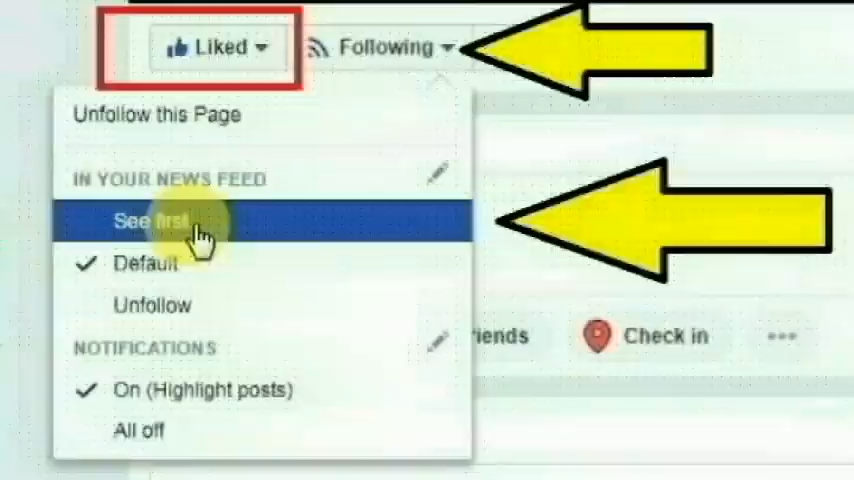 Liked Following
Unfollow this Page
IN YOUR NEWS FEED
See first
Default
Unfollow
NOTIFICATIONS
On (Highlight posts)
All off
riends Check in